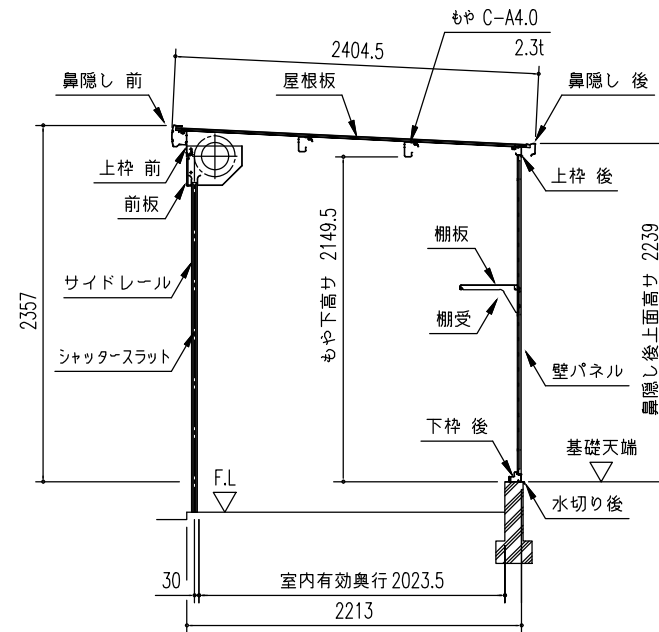 もや C-A4.0
2404.5
2.3t
鼻隠し 前
屋根板
鼻隠し 後
上枠 前
上枠 後
前板
もや下高サ 2149.5
棚板
サイドレール
2357
棚受
鼻隠し後上面高サ 2239
シャッタースラット
壁パネル
下枠 後
基礎天端
F.L
水切り後
30
室内有効奥行 2023.5
2213